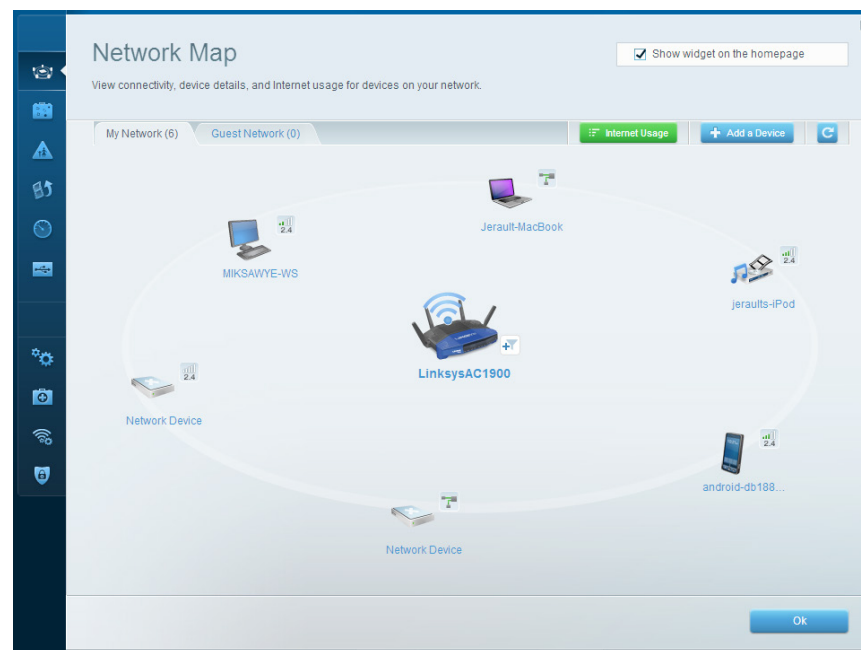 Network Map
Show widget on the homepage
View connectivity, device details, and Internet usage for devices on your network.
My Network (6)
Guest Network (0)
Internet Usage
Add a Device
Jerault-MacBook
2.4
MIKSAWYE-WS
2.4
jeraults-iPod
LinksysAC1900
2.4
Network Device
2.4
android-db188...
Network Device
Ok